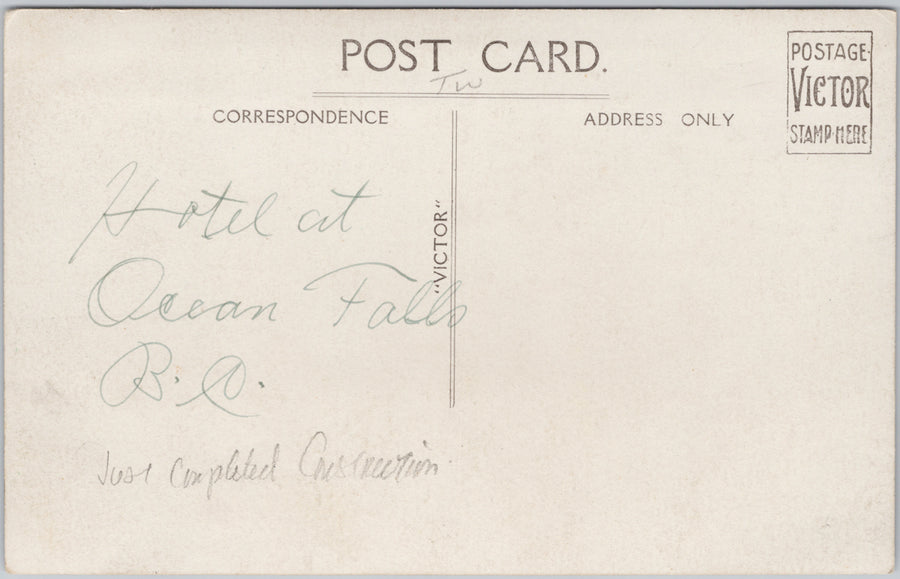 POST CARD.
Tw
CORRESPONDENCE
ADDRESS ONLY
POSTAGE
VICTOR
STAMP HERE
"VICTOR"
Hotel at
Ocean Falls
B.C.
Just completed Construction